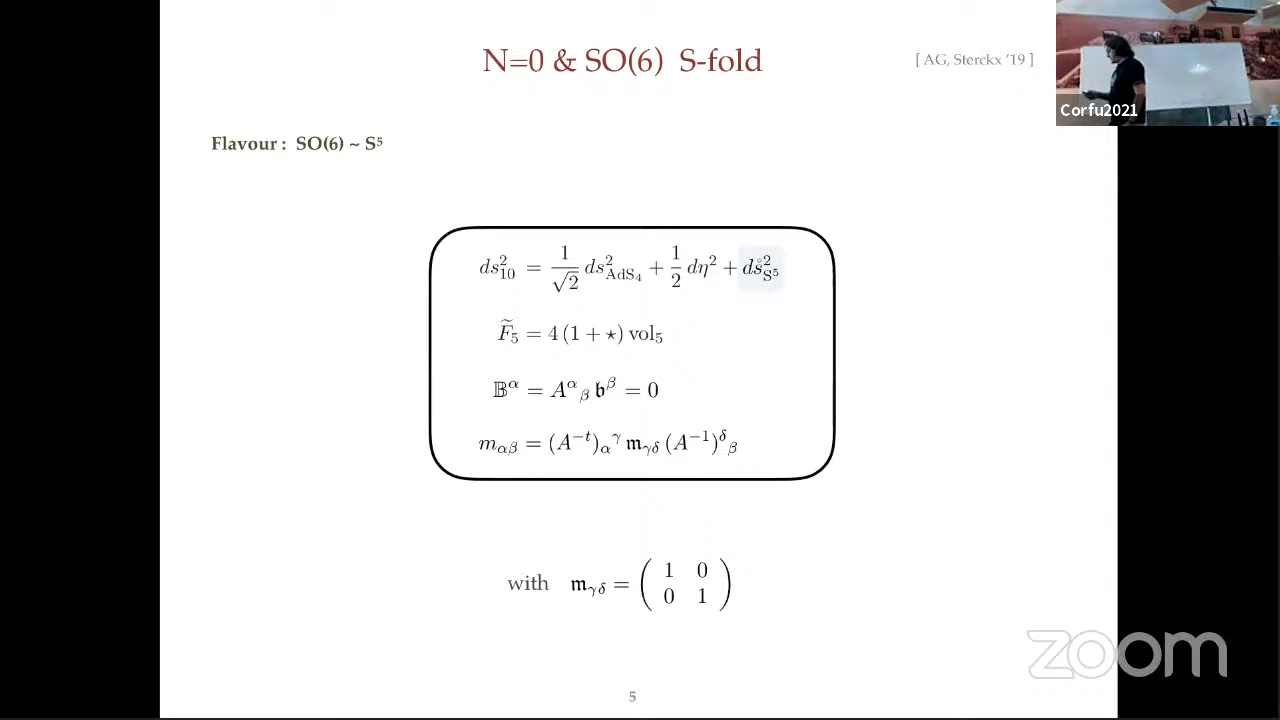 N=0 & SO(6) S-fold
[ AG, Sterckx '19 ]
Corfu2021
Flavour : SO(6) ~ S⁵
ds²₁₀ = 1/√2 ds²_AdS₄ + 1/2 dη² + ds̊²_S⁵
F̃₅ = 4 (1 + ⋆) vol₅
𝔹^α = A^α_β 𝔟^β = 0
m_αβ = (A^−t)_α^γ 𝔪_γδ (A^−1)^δ_β
with 𝔪_γδ = ( 1 0
0 1 )
zoom
5